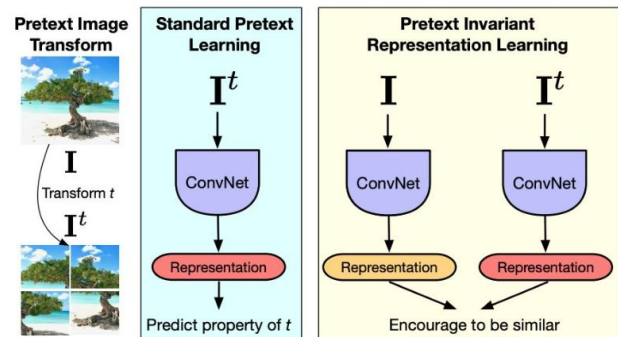 Pretext Image
Transform
I
Transform t
I^t
Standard Pretext
Learning
I^t
ConvNet
Representation
Predict property of t
Pretext Invariant
Representation Learning
I I^t
ConvNet ConvNet
Representation Representation
Encourage to be similar